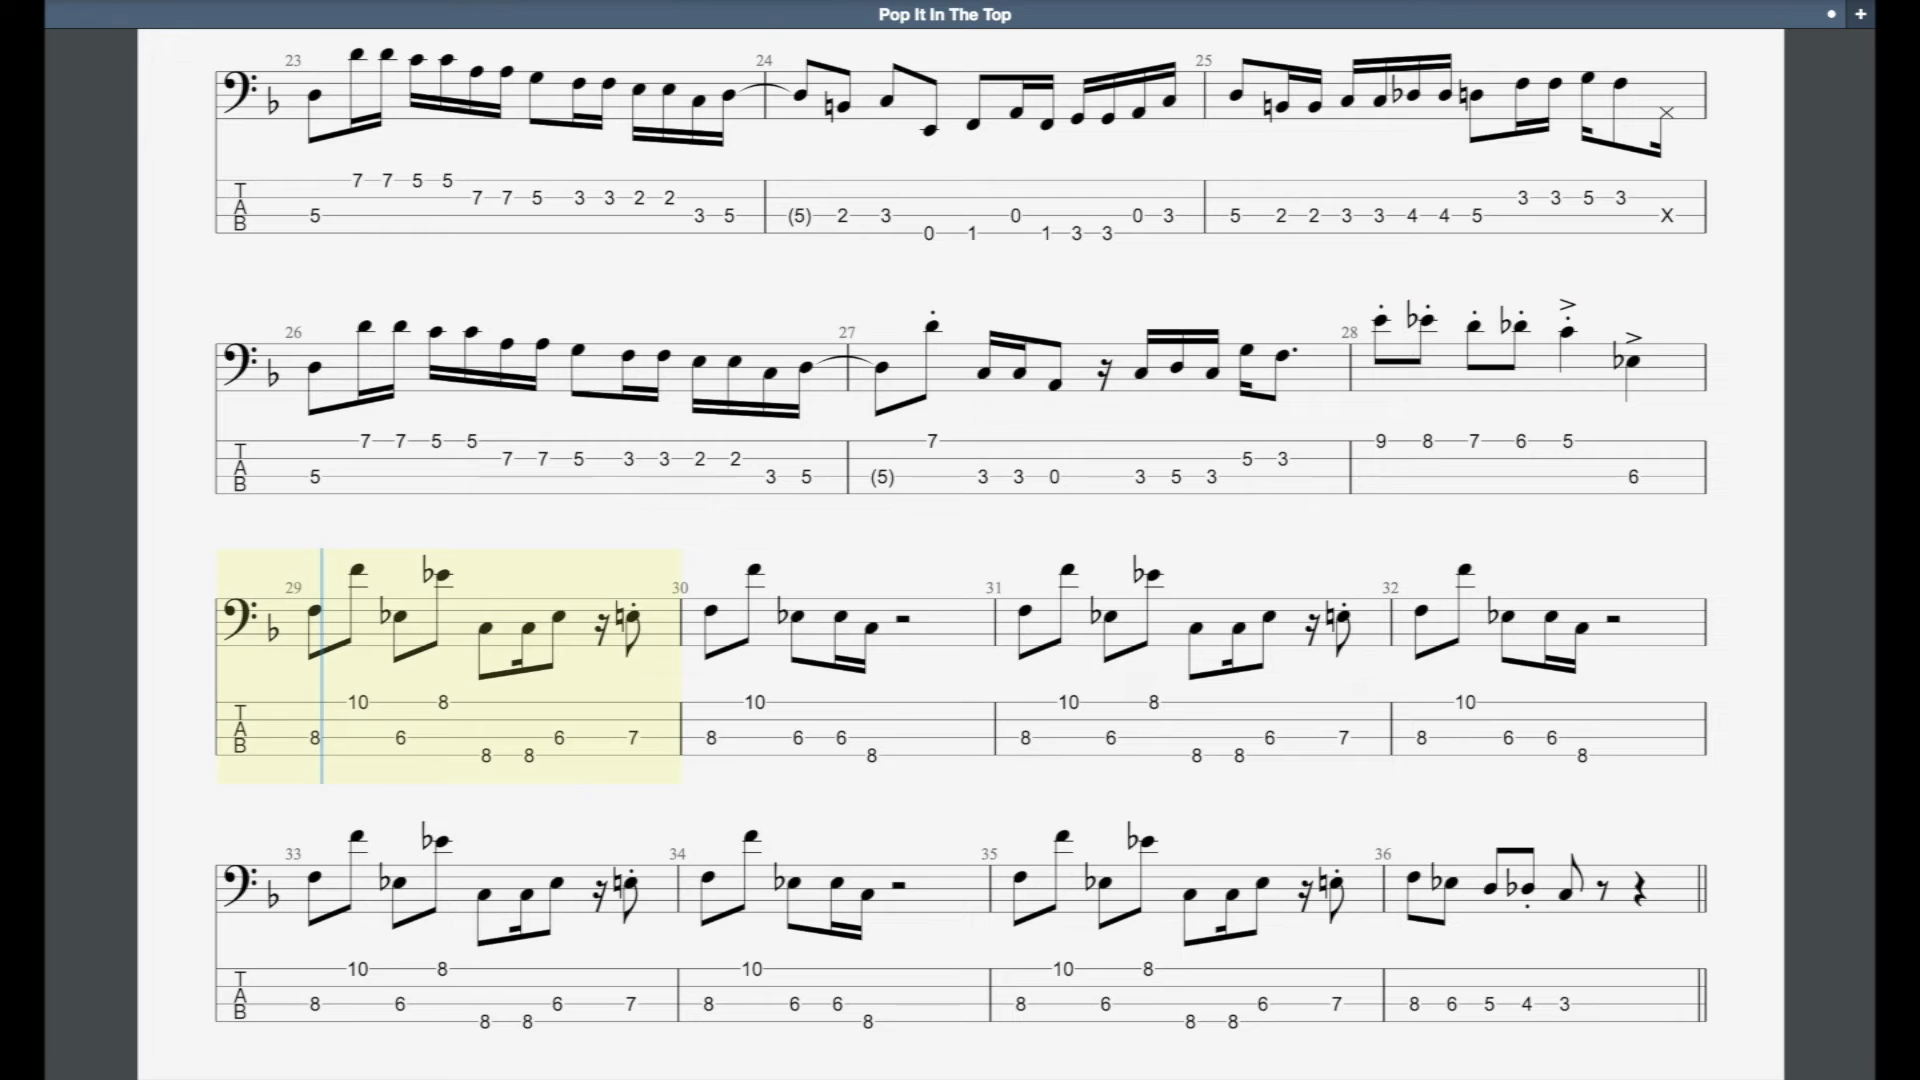 Pop It In The Top
23 24 25
7 7 5 5
7 7 5 3 3 2 2 3 3 5 3
T A B 5 3 5 (5) 2 3 0 0 3 5 2 2 3 3 4 4 5 X
0 1 1 3 3
26 27 28
7 7 5 5 7 9 8 7 6 5
7 7 5 3 3 2 2 5 3
T A B 5 3 5 (5) 3 3 0 3 5 3 6
29 30 31 32
10 8 10 10 8 10
T A B 8 6 6 7 8 6 6 8 6 6 7 8 6 6
8 8 8 8 8 8
33 34 35 36
10 8 10 10 8
T A B 8 6 6 7 8 6 6 8 6 6 7 8 6 5 4 3
8 8 8 8 8